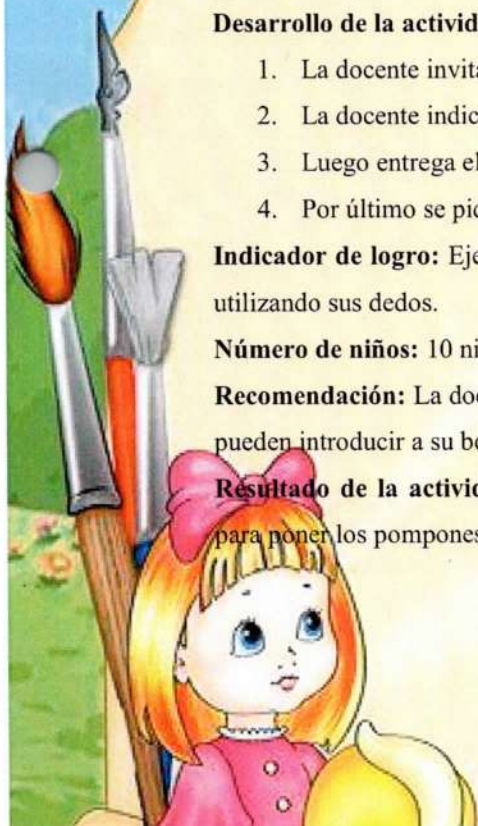 Desarrollo de la activid
1. La docente invita
2. La docente indic
3. Luego entrega el
4. Por último se pid
Indicador de logro: Eje
utilizando sus dedos.
Número de niños: 10 ni
Recomendación: La doc
pueden introducir a su bo
Resultado de la activid
para poner los pompones